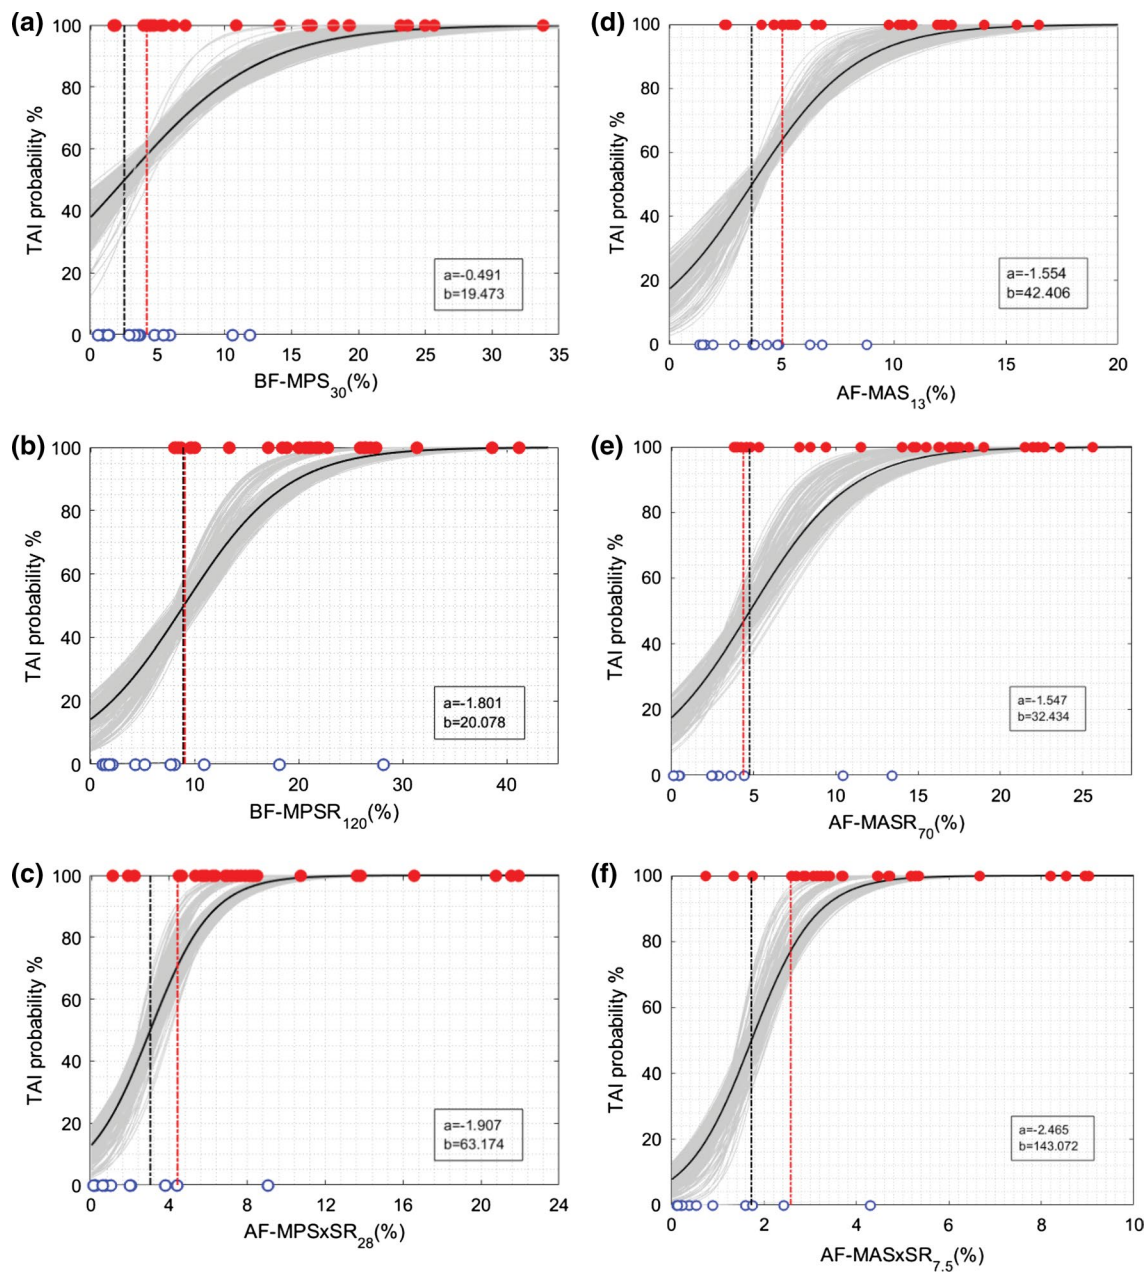 (a)
TAI probability %
100
80
60
40
20
0
a=-0.491
b=19.473
0 5 10 15 20 25 30 35
BF-MPS30(%)
(d)
TAI probability %
100
80
60
40
20
0
a=-1.554
b=42.406
0 5 10 15 20
AF-MAS13(%)
(b)
TAI probability %
100
80
60
40
20
0
a=-1.801
b=20.078
0 10 20 30 40
BF-MPSR120(%)
(e)
TAI probability %
100
80
60
40
20
0
a=-1.547
b=32.434
0 5 10 15 20 25
AF-MASR70(%)
(c)
TAI probability %
100
80
60
40
20
0
a=-1.907
b=63.174
0 4 8 12 16 20 24
AF-MPSxSR28(%)
(f)
TAI probability %
100
80
60
40
20
0
a=-2.465
b=143.072
0 2 4 6 8 10
AF-MASxSR7.5(%)